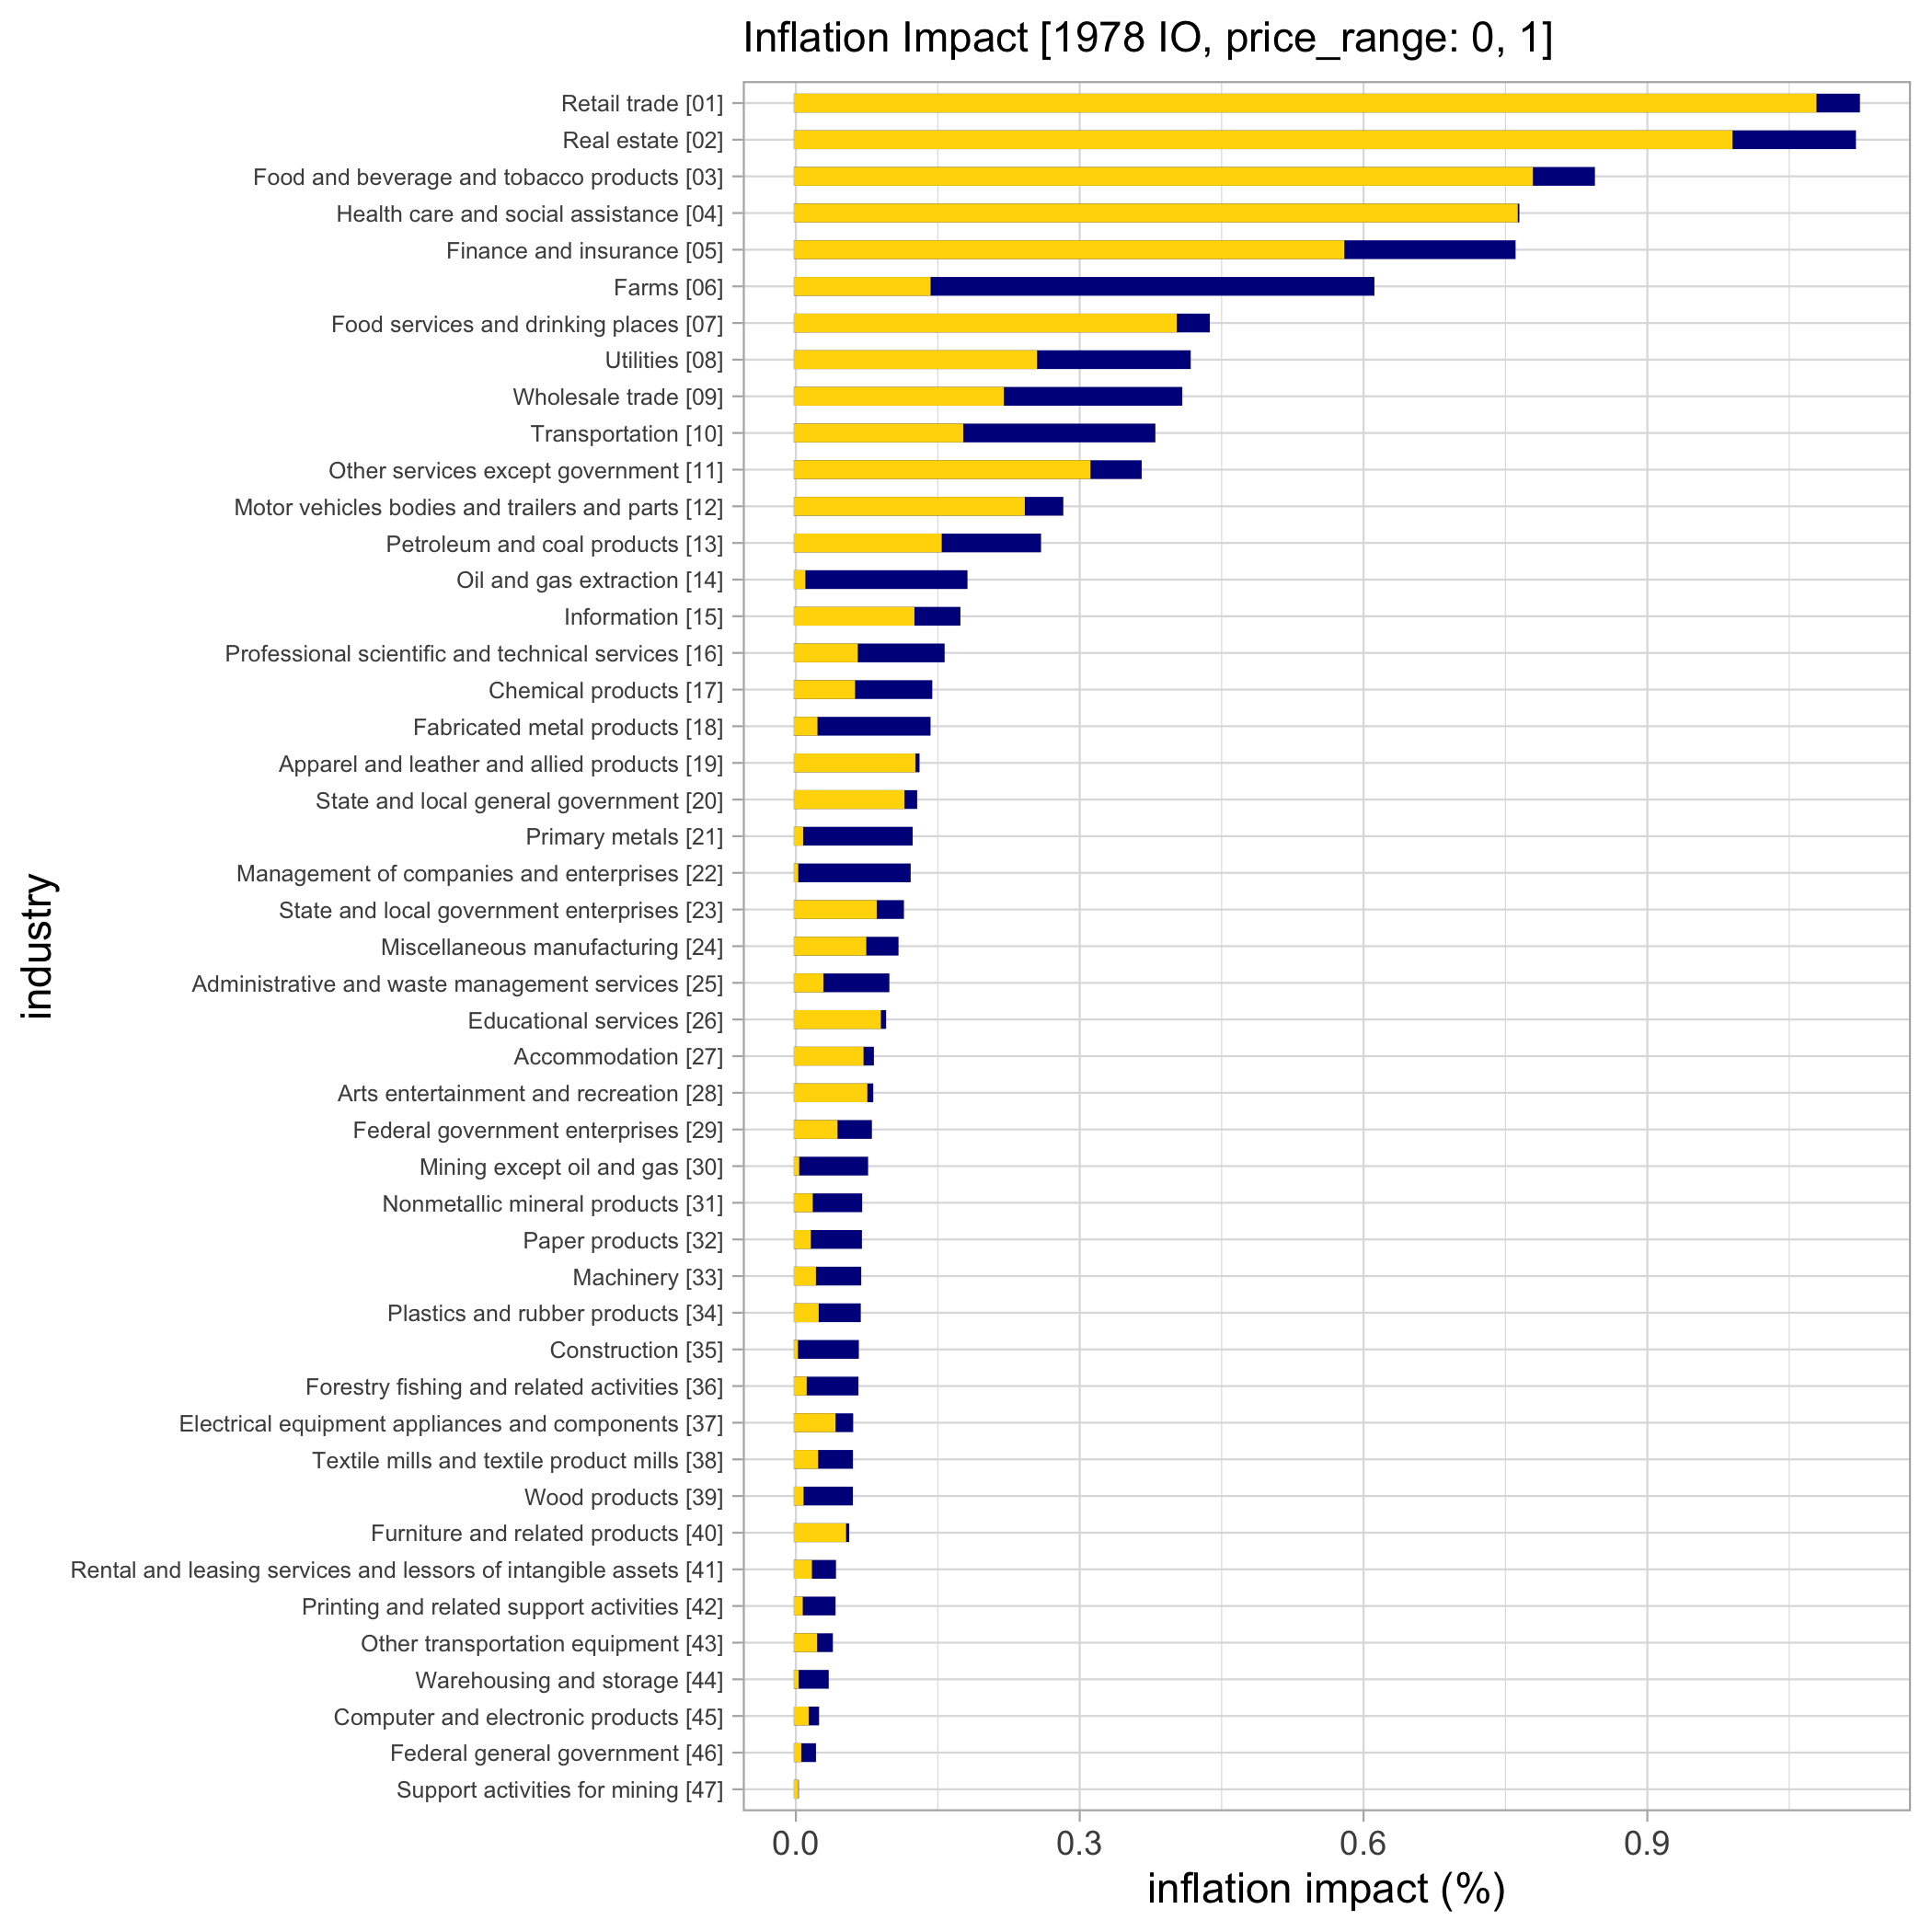 Inflation Impact [1978 IO, price_range: 0, 1]
Retail trade [01]
Real estate [02]
Food and beverage and tobacco products [03]
Health care and social assistance [04]
Finance and insurance [05]
Farms [06]
Food services and drinking places [07]
Utilities [08]
Wholesale trade [09]
Transportation [10]
Other services except government [11]
Motor vehicles bodies and trailers and parts [12]
Petroleum and coal products [13]
Oil and gas extraction [14]
Information [15]
Professional scientific and technical services [16]
Chemical products [17]
Fabricated metal products [18]
Apparel and leather and allied products [19]
State and local general government [20]
Primary metals [21]
Management of companies and enterprises [22]
State and local government enterprises [23]
Miscellaneous manufacturing [24]
Administrative and waste management services [25]
Educational services [26]
Accommodation [27]
Arts entertainment and recreation [28]
Federal government enterprises [29]
Mining except oil and gas [30]
Nonmetallic mineral products [31]
Paper products [32]
Machinery [33]
Plastics and rubber products [34]
Construction [35]
Forestry fishing and related activities [36]
Electrical equipment appliances and components [37]
Textile mills and textile product mills [38]
Wood products [39]
Furniture and related products [40]
Rental and leasing services and lessors of intangible assets [41]
Printing and related support activities [42]
Other transportation equipment [43]
Warehousing and storage [44]
Computer and electronic products [45]
Federal general government [46]
Support activities for mining [47]
industry
0.0 0.3 0.6 0.9
inflation impact (%)